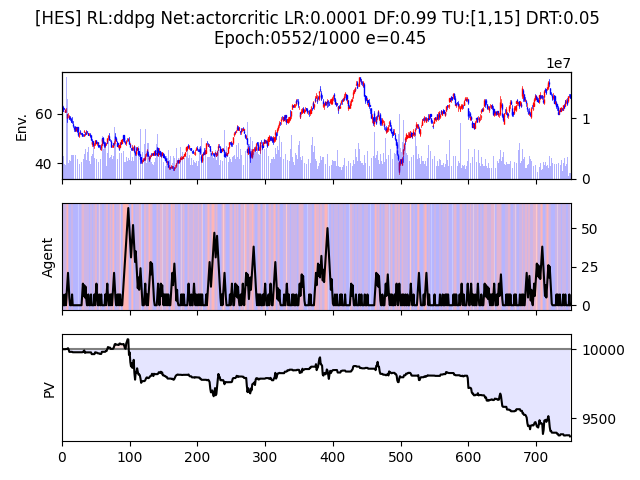 [HES] RL:ddpg Net:actorcritic LR:0.0001 DF:0.99 TU:[1,15] DRT:0.05
Epoch:0552/1000 e=0.45
1e7
Env.
60
40
1
0
Agent
50
25
0
PV
10000
9500
0
100
200
300
400
500
600
700